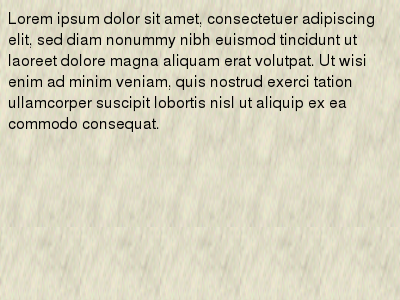 Lorem ipsum dolor sit amet, consectetuer adipiscing
elit, sed diam nonummy nibh euismod tincidunt ut
laoreet dolore magna aliquam erat volutpat. Ut wisi
enim ad minim veniam, quis nostrud exerci tation
ullamcorper suscipit lobortis nisl ut aliquip ex ea
commodo consequat.